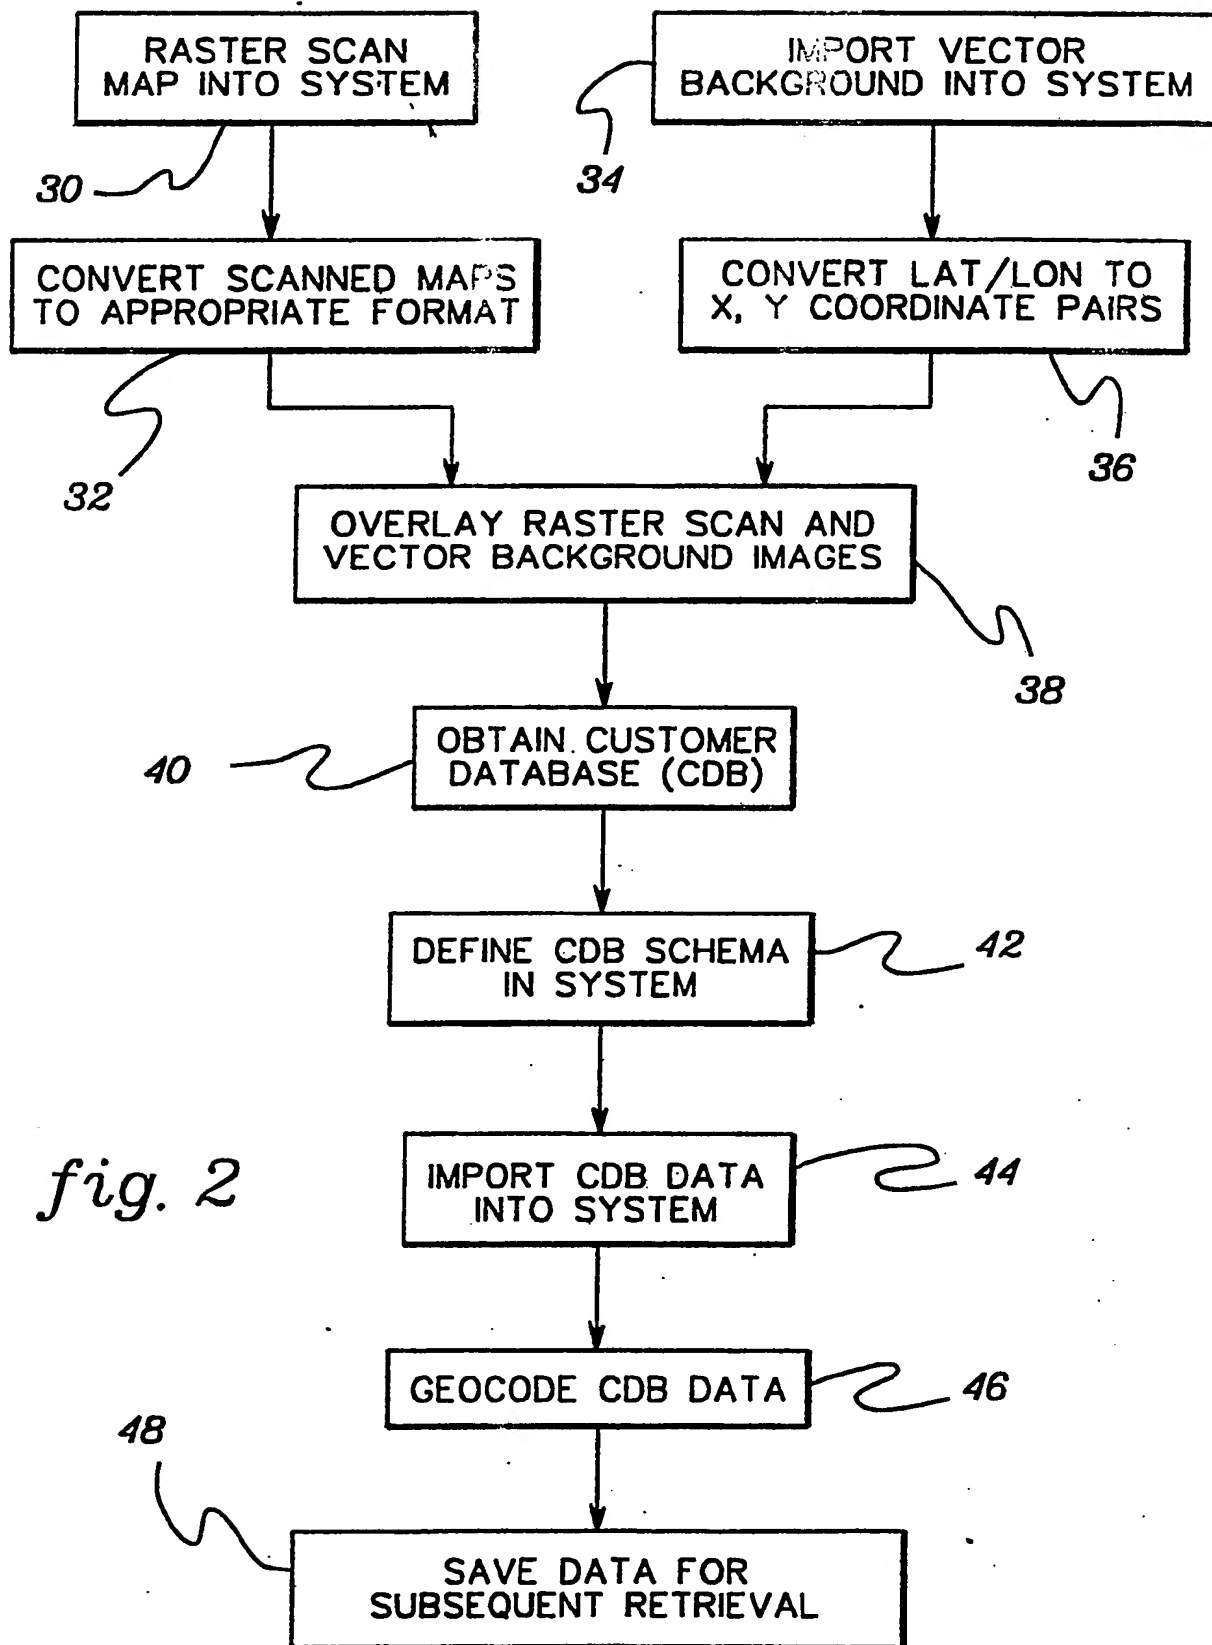 RASTER SCAN
MAP INTO SYSTEM
IMPORT VECTOR
BACKGROUND INTO SYSTEM
30
34
CONVERT SCANNED MAPS
TO APPROPRIATE FORMAT
CONVERT LAT/LON TO
X, Y COORDINATE PAIRS
32
36
OVERLAY RASTER SCAN AND
VECTOR BACKGROUND IMAGES
38
40
OBTAIN CUSTOMER
DATABASE (CDB)
DEFINE CDB SCHEMA
IN SYSTEM
42
IMPORT CDB DATA
INTO SYSTEM
44
fig. 2
GEOCODE CDB DATA
46
48
SAVE DATA FOR
SUBSEQUENT RETRIEVAL